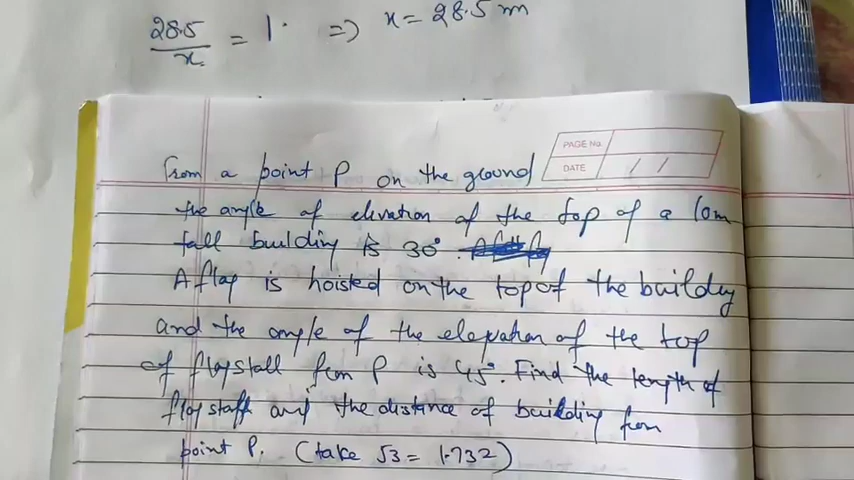 28.5 / x = 1 ⇒ x = 28.5 m
PAGE No.
DATE / /
From a point P on the ground
the angle of elevation of the top of a 10m
tall building is 30°.
A flag is hoisted on the top of the building
and the angle of the elevation of the top
of flagstall from P is 45°. Find the length of
flagstaff and the distance of building from
point P. (take √3 = 1.732)